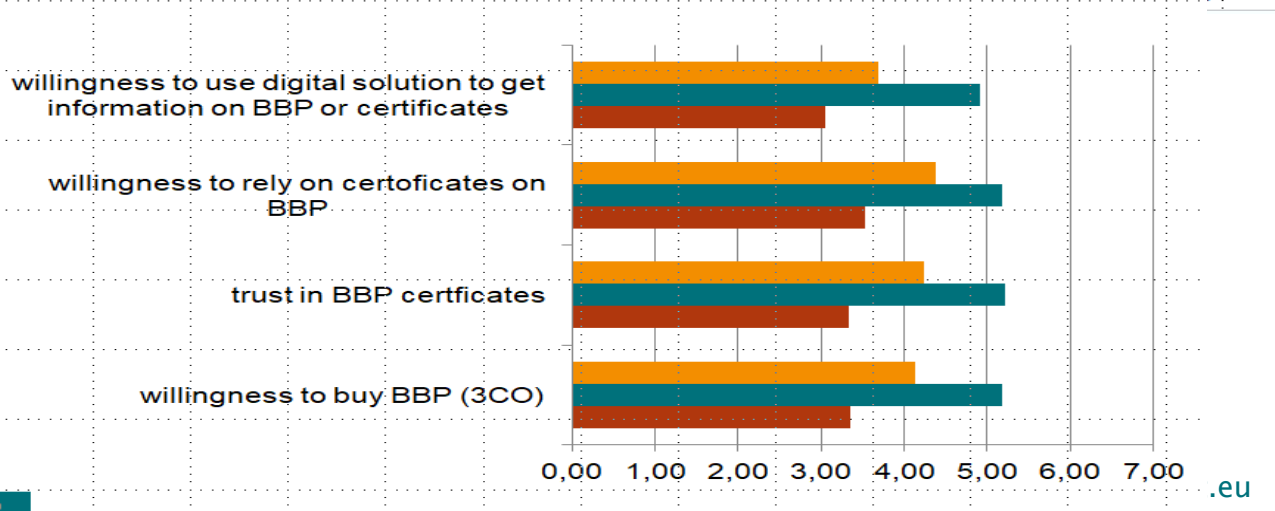 willingness to use digital solution to get
information on BBP or certificates
willingness to rely on certoficates on
BBP
trust in BBP certficates
willingness to buy BBP (3CO)
0,00 1,00 2,00 3,00 4,00 5,00 6,00 7,00
.eu